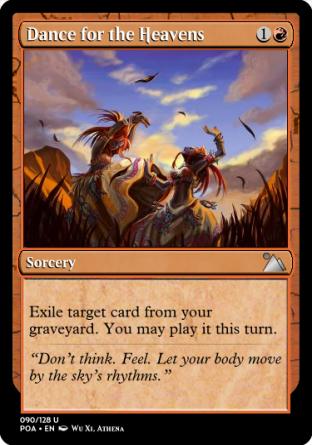 Dance for the Heavens 1
Sorcery
Exile target card from your
graveyard. You may play it this turn.
“Don’t think. Feel. Let your body move
by the sky’s rhythms.”
090/128 U
POA • EN Wu Xi, Athena